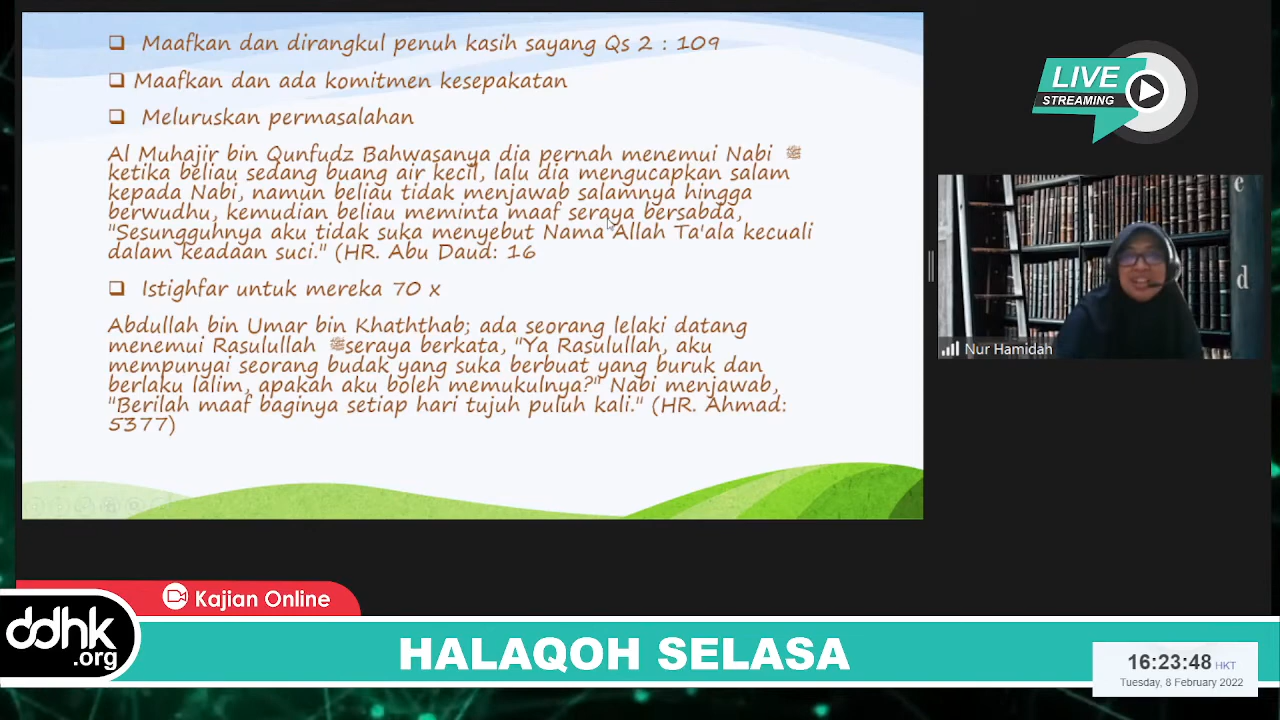 Maafkan dan dirangkul penuh kasih sayang Qs 2 : 109
Maafkan dan ada komitmen kesepakatan
Meluruskan permasalahan
Al Muhajir bin Qunfudz Bahwasanya dia pernah menemui Nabi ﷺ
ketika beliau sedang buang air kecil, lalu dia mengucapkan salam
kepada Nabi, namun beliau tidak menjawab salamnya hingga
berwudhu, kemudian beliau meminta maaf seraya bersabda,
"Sesungguhnya aku tidak suka menyebut Nama Allah Ta'ala kecuali
dalam keadaan suci." (HR. Abu Daud: 16
Istighfar untuk mereka 70 x
Abdullah bin Umar bin Khaththab; ada seorang lelaki datang
menemui Rasulullah ﷺseraya berkata, "Ya Rasulullah, aku
mempunyai seorang budak yang suka berbuat yang buruk dan
berlaku lalim, apakah aku boleh memukulnya?" Nabi menjawab,
"Berilah maaf baginya setiap hari tujuh puluh kali." (HR. Ahmad:
5377)
LIVE
STREAMING
e
d
Nur Hamidah
Kajian Online
ddhk
.org
HALAQOH SELASA
16:23:48 HKT
Tuesday, 8 February 2022